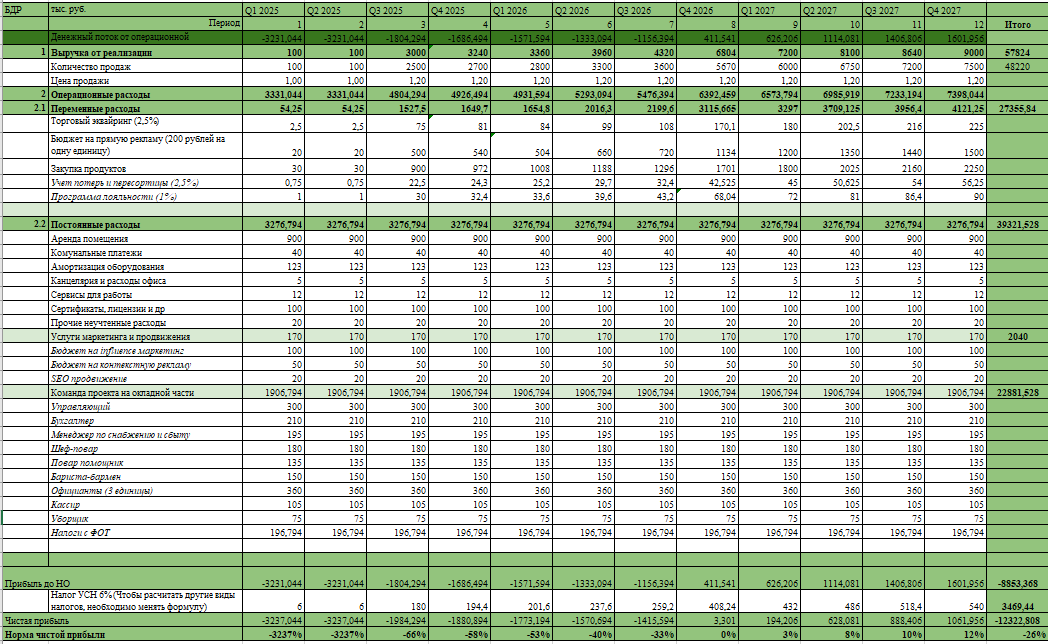 БДР тыс. руб. Q1 2025 Q2 2025 Q3 2025 Q4 2025 Q1 2026 Q2 2026 Q3 2026 Q4 2026 Q1 2027 Q2 2027 Q3 2027 Q4 2027
Период 1 2 3 4 5 6 7 8 9 10 11 12 Итого
Денежный поток от операционной -3231,044 -3231,044 -1804,294 -1686,494 -1571,594 -1333,094 -1156,394 411,541 626,206 1114,081 1406,806 1601,956
1 Выручка от реализации 100 100 3000 3240 3360 3960 4320 6804 7200 8100 8640 9000 57824
Количество продаж 100 100 2500 2700 2800 3300 3600 5670 6000 6750 7200 7500 48220
Цена продажи 1,00 1,00 1,20 1,20 1,20 1,20 1,20 1,20 1,20 1,20 1,20 1,20
2 Операционные расходы 3331,044 3331,044 4804,294 4926,494 4931,594 5293,094 5476,394 6392,459 6573,794 6985,919 7233,194 7398,044
2.1 Переменные расходы 54,25 54,25 1527,5 1649,7 1654,8 2016,3 2199,6 3115,665 3297 3709,125 3956,4 4121,25 27355,84
Торговый эквайринг (2,5%) 2,5 2,5 75 81 84 99 108 170,1 180 202,5 216 225
Бюджет на прямую рекламу (200 рублей на
одну единицу) 20 20 500 540 504 660 720 1134 1200 1350 1440 1500
Закупка продуктов 30 30 900 972 1008 1188 1296 1701 1800 2025 2160 2250
Учет потерь и пересортицы (2,5%) 0,75 0,75 22,5 24,3 25,2 29,7 32,4 42,525 45 50,625 54 56,25
Программа лояльности (1%) 1 1 30 32,4 33,6 39,6 43,2 68,04 72 81 86,4 90
2.2 Постоянные расходы 3276,794 3276,794 3276,794 3276,794 3276,794 3276,794 3276,794 3276,794 3276,794 3276,794 3276,794 3276,794 39321,528
Аренда помещения 900 900 900 900 900 900 900 900 900 900 900 900
Комунальные платежи 40 40 40 40 40 40 40 40 40 40 40 40
Амортизация оборудования 123 123 123 123 123 123 123 123 123 123 123 123
Канцелярия и расходы офиса 5 5 5 5 5 5 5 5 5 5 5 5
Сервисы для работы 12 12 12 12 12 12 12 12 12 12 12 12
Сертификаты, лицензии и др 100 100 100 100 100 100 100 100 100 100 100 100
Прочие неучтенные расходы 20 20 20 20 20 20 20 20 20 20 20 20
Услуги маркетинга и продвижения 170 170 170 170 170 170 170 170 170 170 170 170 2040
Бюджет на influence маркетинг 100 100 100 100 100 100 100 100 100 100 100 100
Бюджет на контекстную рекламу 50 50 50 50 50 50 50 50 50 50 50 50
SEO продвижение 20 20 20 20 20 20 20 20 20 20 20 20
Команда проекта на окладной части 1906,794 1906,794 1906,794 1906,794 1906,794 1906,794 1906,794 1906,794 1906,794 1906,794 1906,794 1906,794 22881,528
Управляющий 300 300 300 300 300 300 300 300 300 300 300 300
Бухгалтер 210 210 210 210 210 210 210 210 210 210 210 210
Менеджер по снабжению и сбыту 195 195 195 195 195 195 195 195 195 195 195 195
Шеф-повар 180 180 180 180 180 180 180 180 180 180 180 180
Повар помощник 135 135 135 135 135 135 135 135 135 135 135 135
Бариста-бармен 150 150 150 150 150 150 150 150 150 150 150 150
Официанты (3 единицы) 360 360 360 360 360 360 360 360 360 360 360 360
Кассир 105 105 105 105 105 105 105 105 105 105 105 105
Уборщик 75 75 75 75 75 75 75 75 75 75 75 75
Налоги с ФОТ 196,794 196,794 196,794 196,794 196,794 196,794 196,794 196,794 196,794 196,794 196,794 196,794
Прибыль до НО -3231,044 -3231,044 -1804,294 -1686,494 -1571,594 -1333,094 -1156,394 411,541 626,206 1114,081 1406,806 1601,956 -8853,368
Налог УСН 6% (Чтобы расчитать другие виды
налогов, необходимо менять формулу) 6 6 180 194,4 201,6 237,6 259,2 408,24 432 486 518,4 540 3469,44
Чистая прибыль -3237,044 -3237,044 -1984,294 -1880,894 -1773,194 -1570,694 -1415,594 3,301 194,206 628,081 888,406 1061,956 -12322,808
Норма чистой прибыли -3237% -3237% -66% -58% -53% -40% -33% 0% 3% 8% 10% 12% -26%